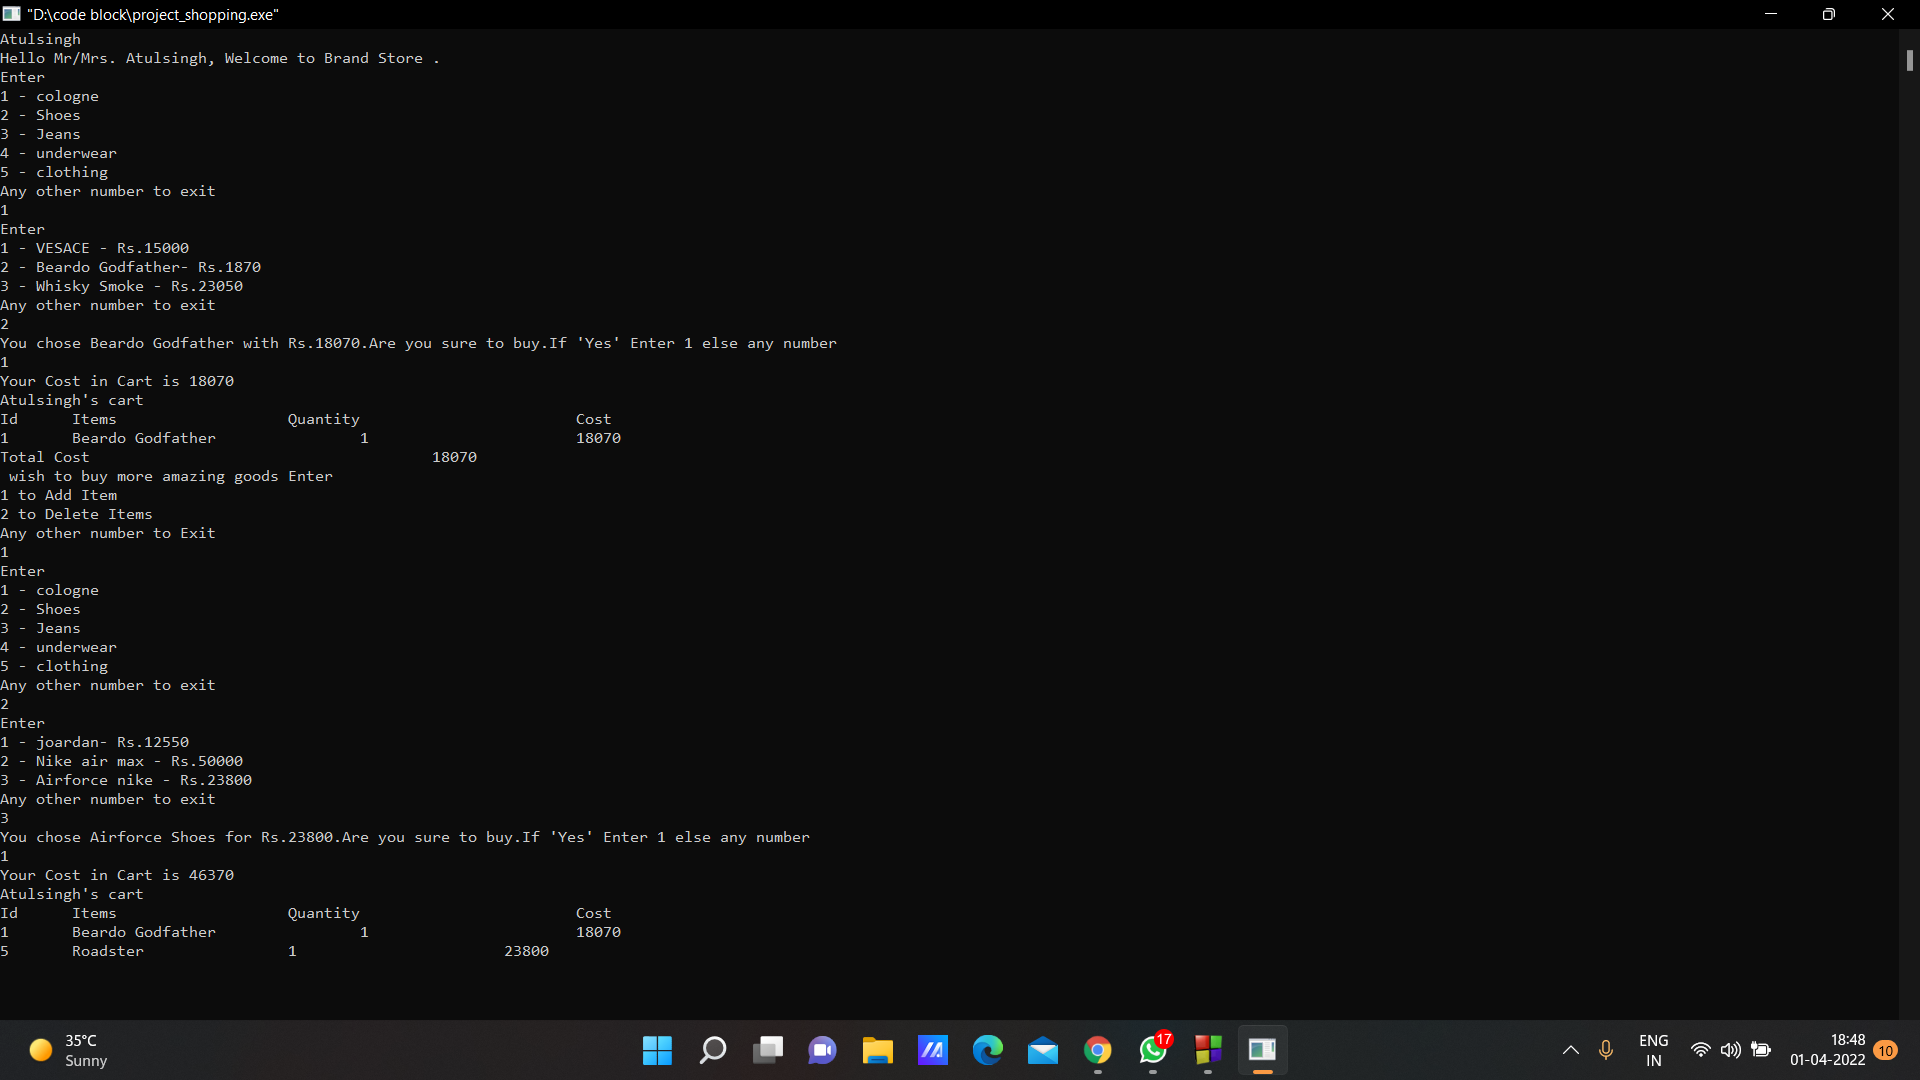 "D:\code block\project_shopping.exe"
Atulsingh
Hello Mr/Mrs. Atulsingh, Welcome to Brand Store .
Enter
1 - cologne
2 - Shoes
3 - Jeans
4 - underwear
5 - clothing
Any other number to exit
1
Enter
1 - VESACE - Rs.15000
2 - Beardo Godfather- Rs.1870
3 - Whisky Smoke - Rs.23050
Any other number to exit
2
You chose Beardo Godfather with Rs.18070.Are you sure to buy.If 'Yes' Enter 1 else any number
1
Your Cost in Cart is 18070
Atulsingh's cart
Id Items Quantity Cost
1 Beardo Godfather 1 18070
Total Cost 18070
wish to buy more amazing goods Enter
1 to Add Item
2 to Delete Items
Any other number to Exit
1
Enter
1 - cologne
2 - Shoes
3 - Jeans
4 - underwear
5 - clothing
Any other number to exit
2
Enter
1 - joardan- Rs.12550
2 - Nike air max - Rs.50000
3 - Airforce nike - Rs.23800
Any other number to exit
3
You chose Airforce Shoes for Rs.23800.Are you sure to buy.If 'Yes' Enter 1 else any number
1
Your Cost in Cart is 46370
Atulsingh's cart
Id Items Quantity Cost
1 Beardo Godfather 1 18070
5 Roadster 1 23800
35°C
Sunny
17
ENG
IN
18:48
01-04-2022
10